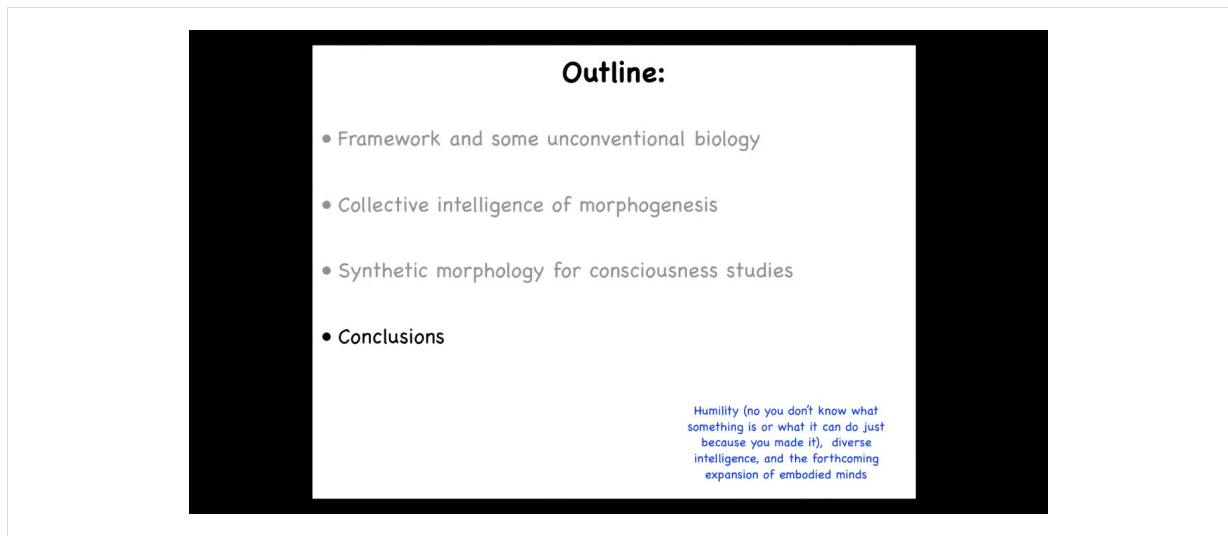 Outline:
• Framework and some unconventional biology
• Collective intelligence of morphogenesis
• Synthetic morphology for consciousness studies
• Conclusions
Humility (no you don't know what
something is or what it can do just
because you made it), diverse
intelligence, and the forthcoming
expansion of embodied minds